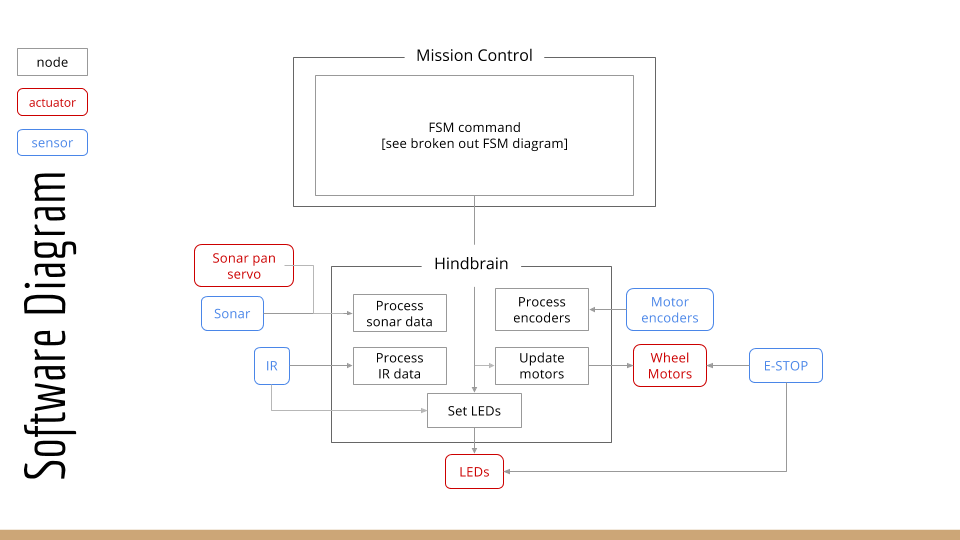 node
actuator
sensor
Software Diagram
Mission Control
FSM command
[see broken out FSM diagram]
Hindbrain
Sonar pan
servo
Sonar
IR
Process
sonar data
Process
IR data
Process
encoders
Update
motors
Set LEDs
LEDs
Motor
encoders
Wheel
Motors
E-STOP